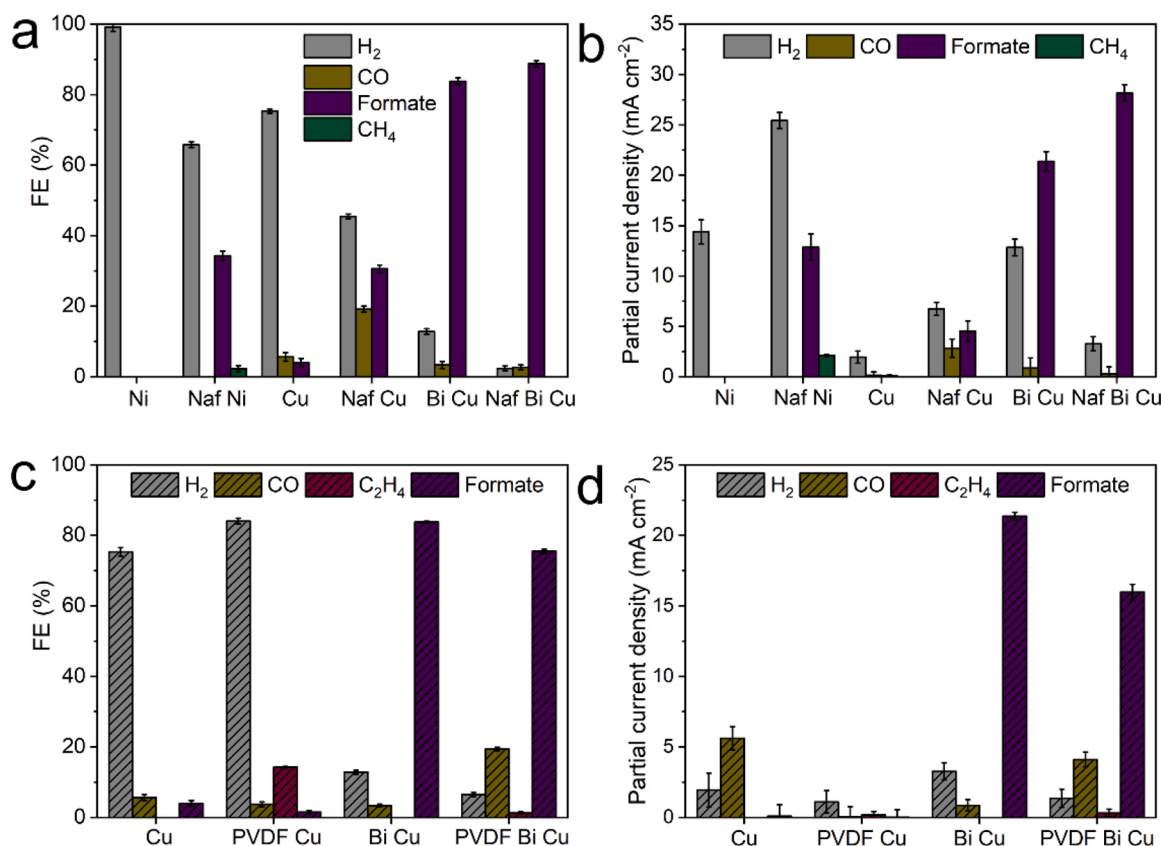 a
FE (%)
100
80
60
40
20
0
H₂
CO
Formate
CH₄
Ni
Naf Ni
Cu
Naf Cu
Bi Cu
Naf Bi Cu
b
Partial current density (mA cm⁻²)
35
30
25
20
15
10
5
0
H₂ CO Formate CH₄
Ni
Naf Ni
Cu
Naf Cu
Bi Cu
Naf Bi Cu
c
FE (%)
100
80
60
40
20
0
H₂ CO C₂H₄ Formate
Cu
PVDF Cu
Bi Cu
PVDF Bi Cu
d
Partial current density (mA cm⁻²)
25
20
15
10
5
0
H₂ CO C₂H₄ Formate
Cu
PVDF Cu
Bi Cu
PVDF Bi Cu